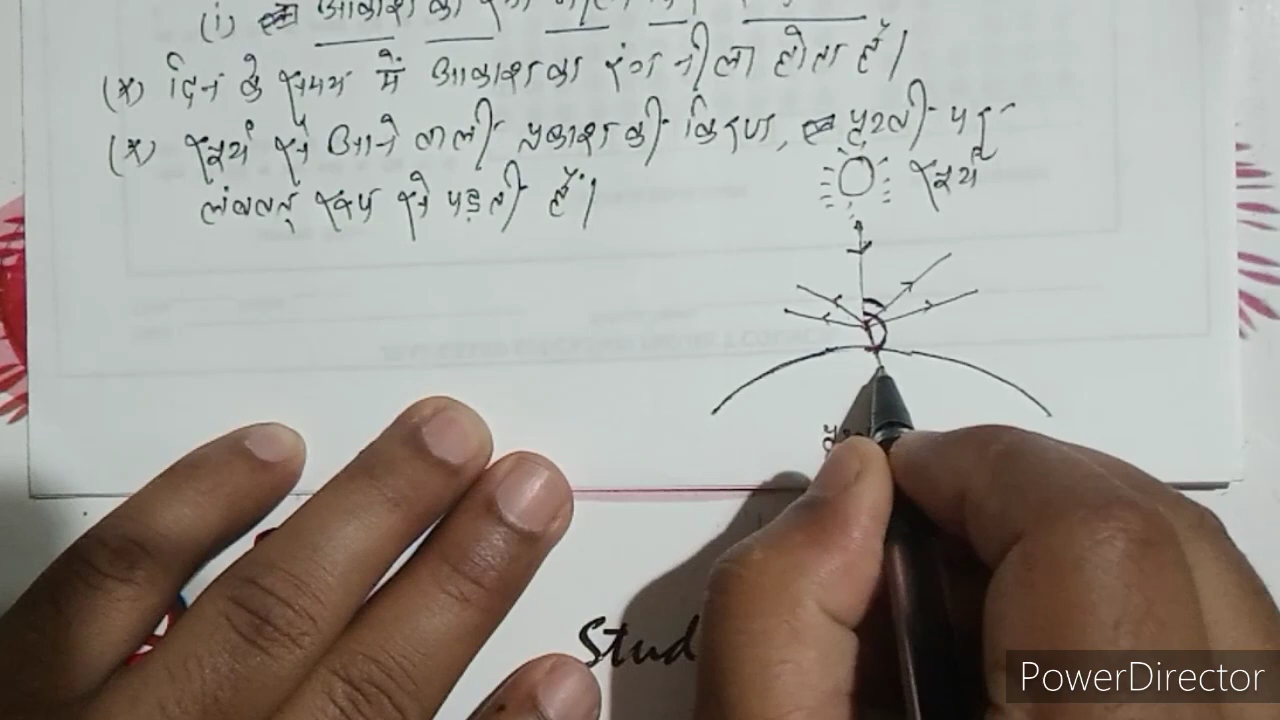 (i) आकाश का रंग
(*) दिन के समय में आकाश का रंग नीला होता है।
(*) सूर्य से आने वाली प्रकाश की किरण, पृथ्वी पर
लंबवत् रूप से पड़ती हैं।
सूर्य
Stud
PowerDirector